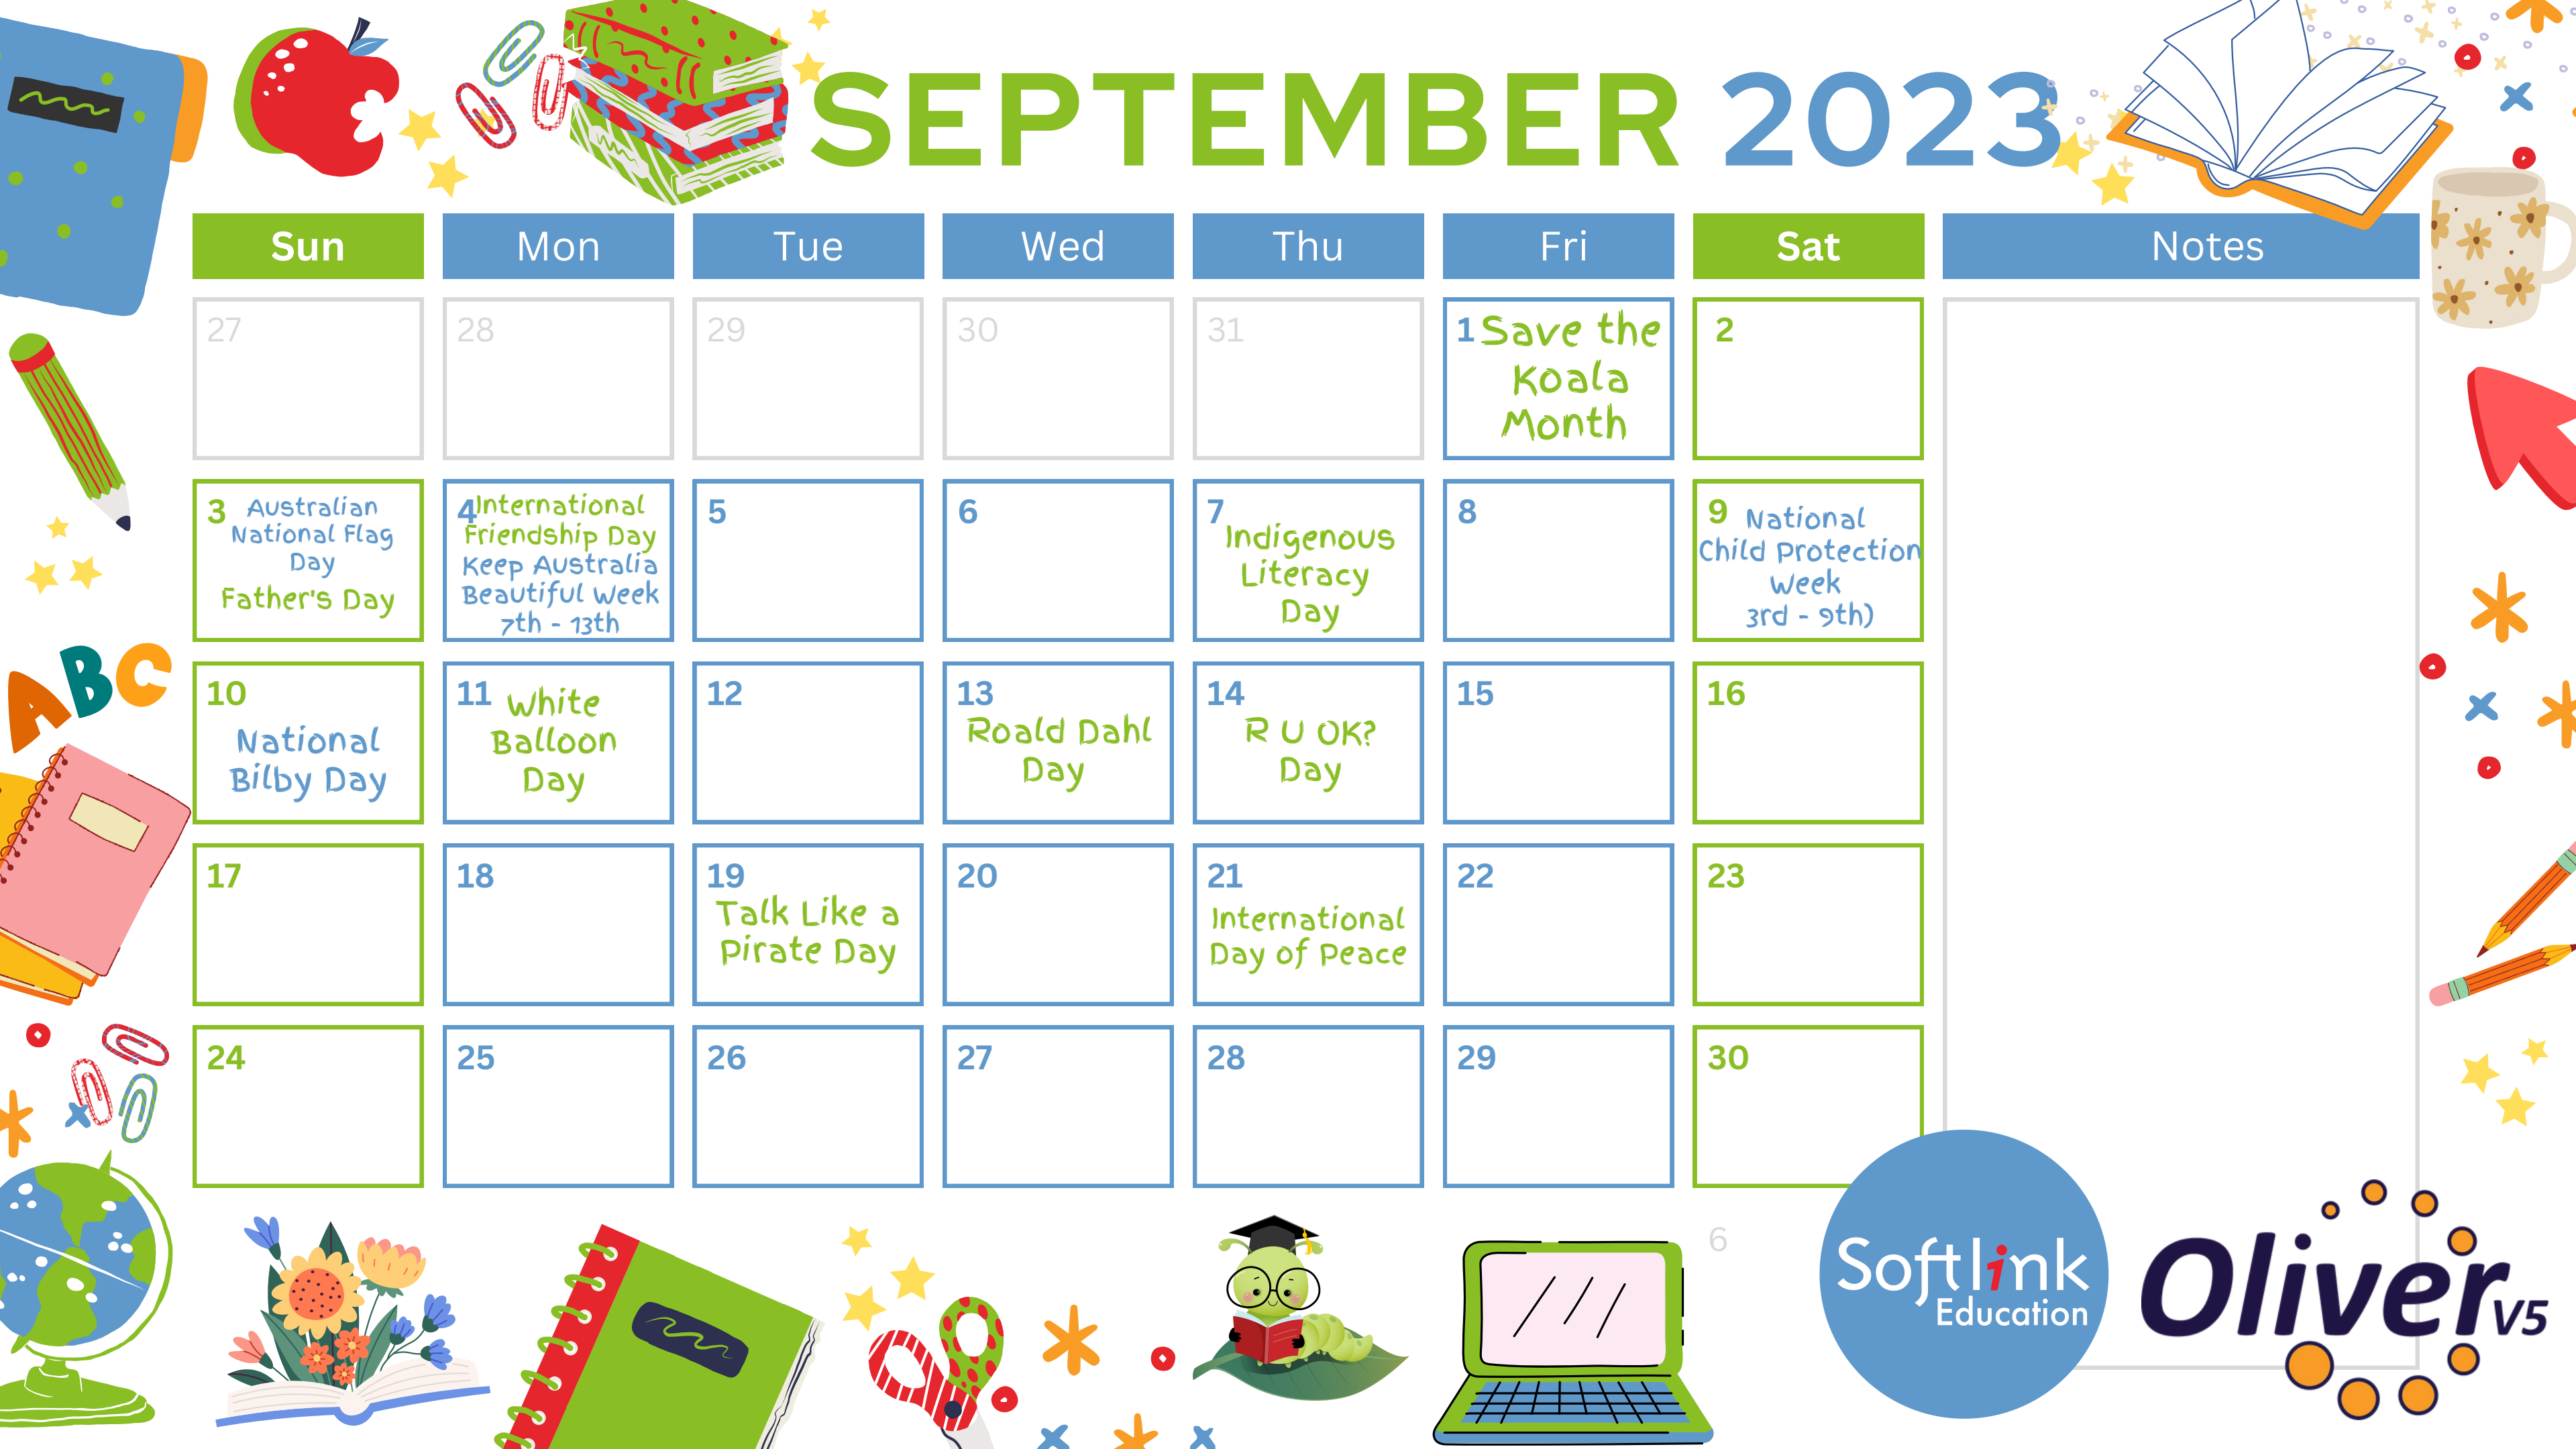 SEPTEMBER 2023
Sun Mon Tue Wed Thu Fri Sat Notes
27
28
29
30
31
1 Save the
Koala
Month
2
3 Australian
National Flag
Day
Father's Day
4 International
Friendship Day
Keep Australia
Beautiful Week
7th - 13th
5
6
7
Indigenous
Literacy
Day
8
9 National
Child Protection
Week
3rd - 9th)
10
National
Bilby Day
11 White
Balloon
Day
12
13
Roald Dahl
Day
14
R U OK?
Day
15
16
17
18
19
Talk Like a
Pirate Day
20
21
International
Day of Peace
22
23
24
25
26
27
28
29
30
6
ABC
Softlink
Education
Oliver V5